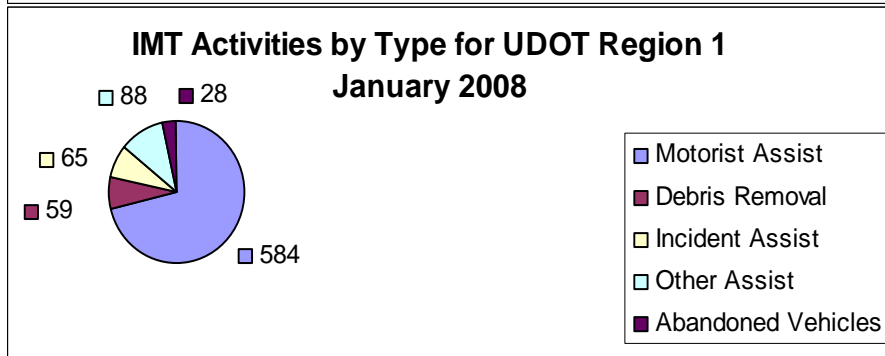 IMT Activities by Type for UDOT Region 1
January 2008
88
28
65
59
584
Motorist Assist
Debris Removal
Incident Assist
Other Assist
Abandoned Vehicles